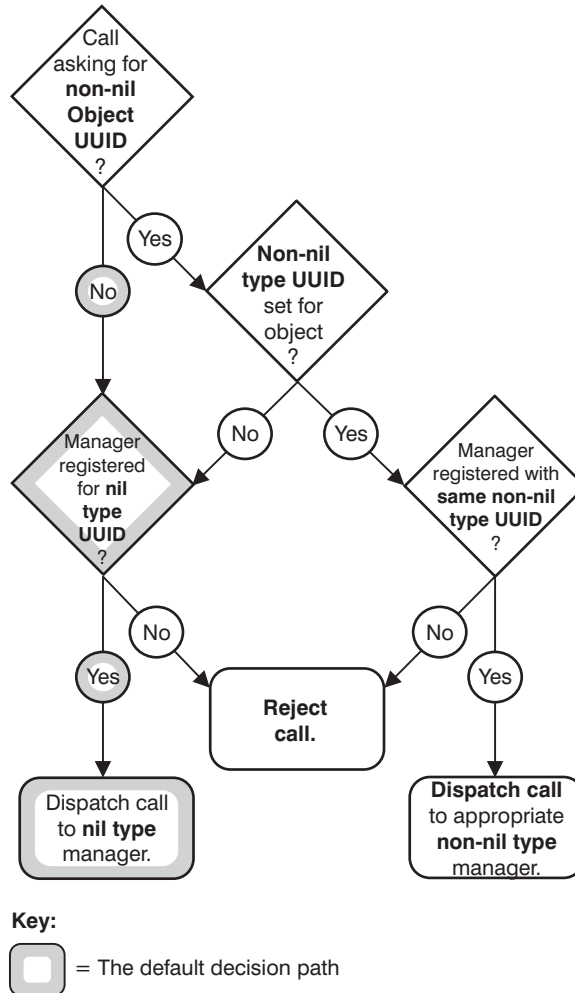 Call
asking for
non-nil
Object
UUID
?
Yes
No
Non-nil
type UUID
set for
object
?
No
Yes
Manager
registered
for nil
type
UUID
?
Manager
registered with
same non-nil
type UUID
?
No
No
Yes
Yes
Reject
call.
Dispatch call
to nil type
manager.
Dispatch call
to appropriate
non-nil type
manager.
Key:
= The default decision path